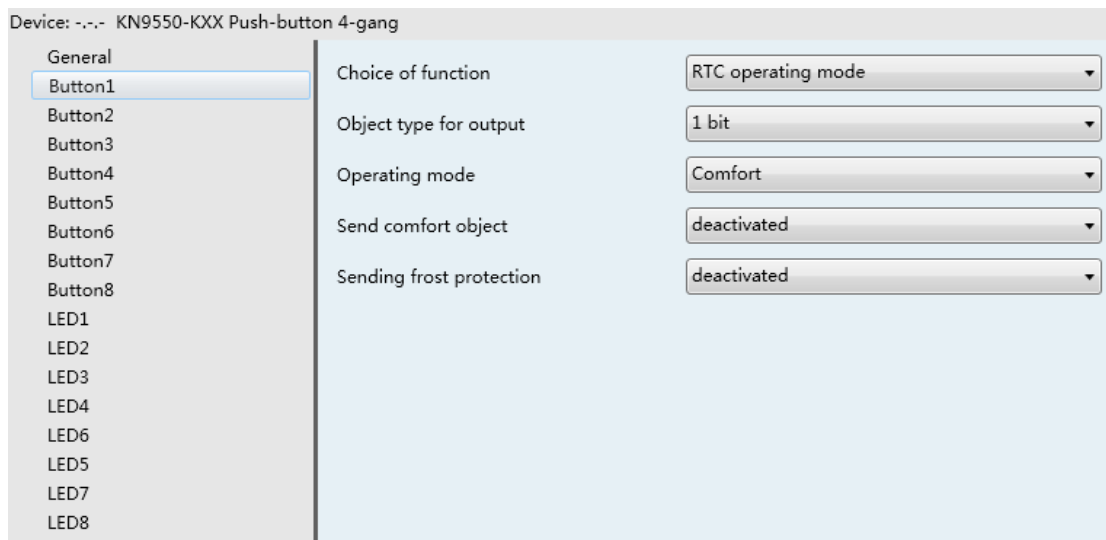 Device: -.-.- KN9550-KXX Push-button 4-gang
General
Button1
Button2
Button3
Button4
Button5
Button6
Button7
Button8
LED1
LED2
LED3
LED4
LED6
LED5
LED7
LED8
Choice of function RTC operating mode
Object type for output 1 bit
Operating mode Comfort
Send comfort object deactivated
Sending frost protection deactivated